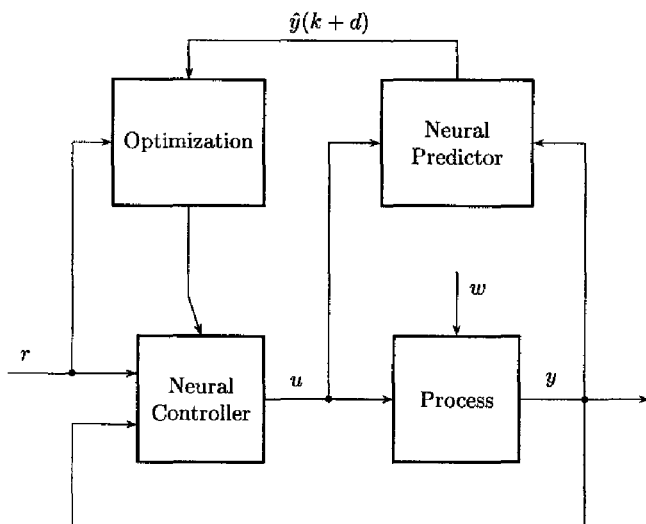 ŷ(k + d)
Optimization
Neural
Predictor
w
r
Neural
Controller
u
Process
y